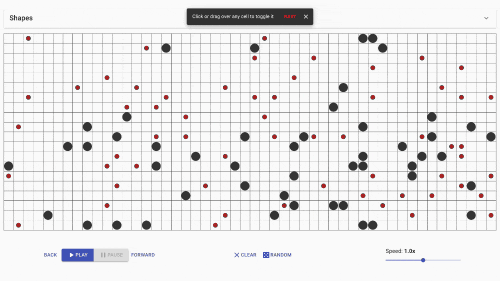 Shapes
Click or drag over any cell to toggle it
BACK
PLAY
PAUSE
FORWARD
CLEAR
RANDOM
Speed: 1.0x